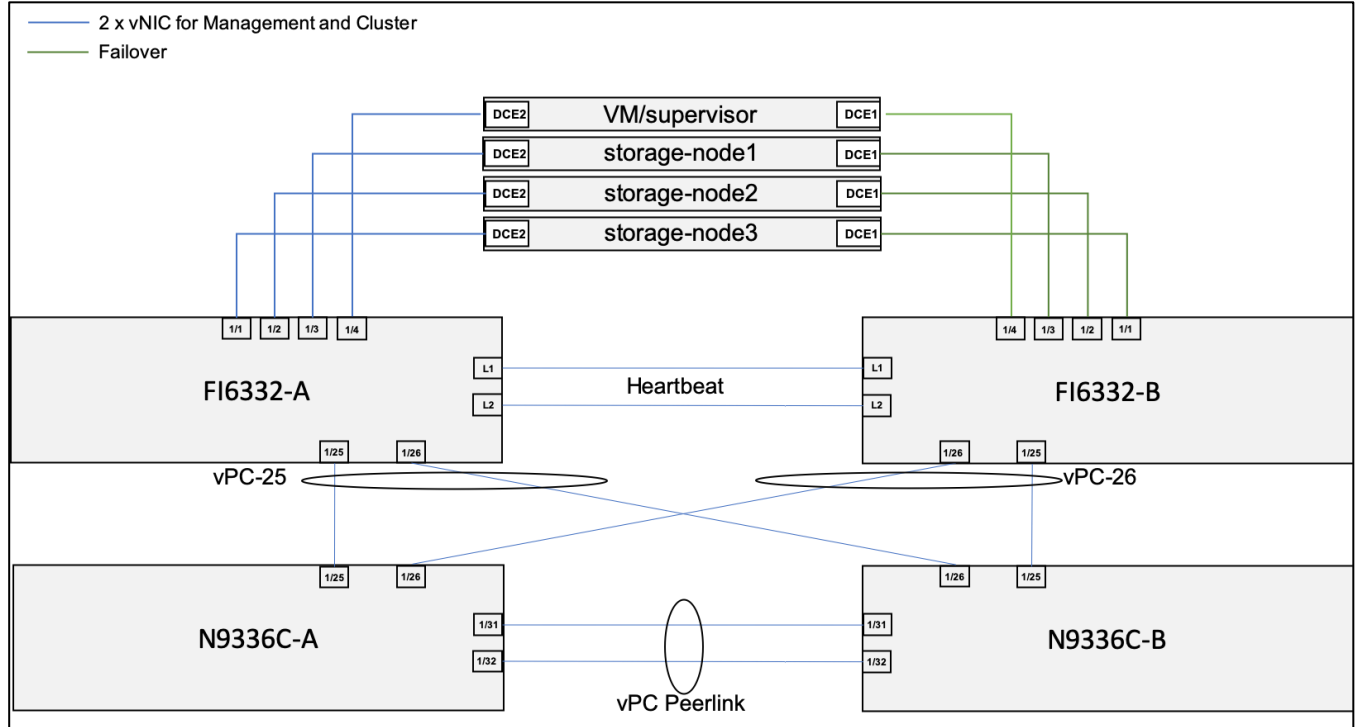 2 x vNIC for Management and Cluster
Failover
DCE2 VM/supervisor DCE1
DCE2 storage-node1 DCE1
DCE2 storage-node2 DCE1
DCE2 storage-node3 DCE1
1/1 1/2 1/3 1/4 1/4 1/3 1/2 1/1
L1 L1
FI6332-A Heartbeat FI6332-B
L2 L2
1/25 1/26 1/26 1/25
vPC-25 vPC-26
1/25 1/26 1/26 1/25
1/31 1/31
N9336C-A N9336C-B
1/32 1/32
vPC Peerlink